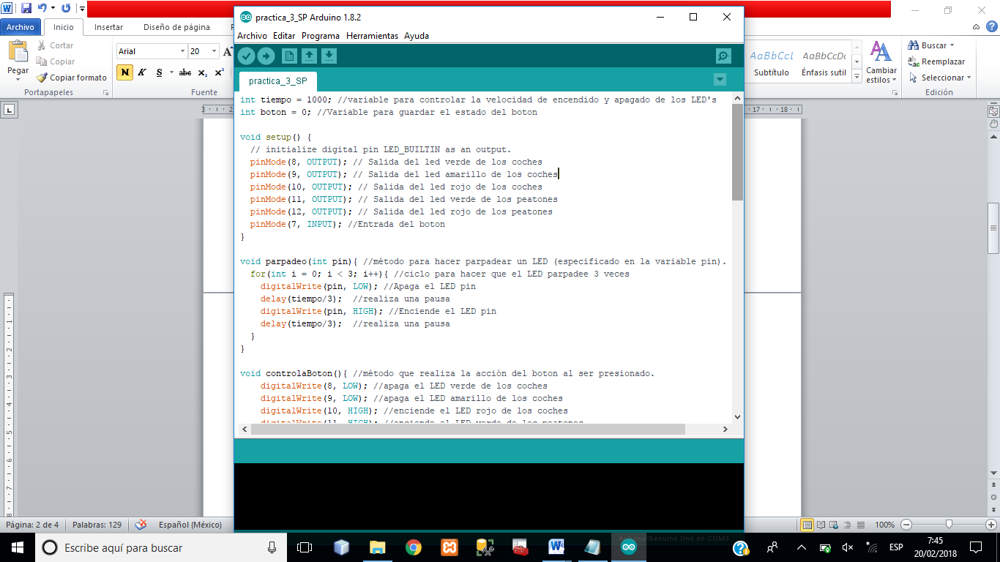 practica_3_SP Arduino 1.8.2
Archivo Editar Programa Herramientas Ayuda
Archivo Inicio Insertar Diseño de página
Cortar
Copiar
Copiar formato
Pegar
Portapapeles
Arial 20
N K S abc x₂ x²
Fuente
AaBbCcL AaBbCcDc
Subtítulo Énfasis sutil
Cambiar estilos
Buscar
Reemplazar
Seleccionar
Edición
practica_3_SP
int tiempo = 1000; //variable para controlar la velocidad de encendido y apagado de los LED's
int boton = 0; //Variable para guardar el estado del boton
void setup() {
// initialize digital pin LED_BUILTIN as an output.
pinMode(8, OUTPUT); // Salida del led verde de los coches
pinMode(9, OUTPUT); // Salida del led amarillo de los coches
pinMode(10, OUTPUT); // Salida del led rojo de los coches
pinMode(11, OUTPUT); // Salida del led verde de los peatones
pinMode(12, OUTPUT); // Salida del led rojo de los peatones
pinMode(7, INPUT); //Entrada del boton
}
void parpadeo(int pin){ //método para hacer parpadear un LED (especificado en la variable pin).
for(int i = 0; i < 3; i++){ //ciclo para hacer que el LED parpadee 3 veces
digitalWrite(pin, LOW); //Apaga el LED pin
delay(tiempo/3); //realiza una pausa
digitalWrite(pin, HIGH); //Enciende el LED pin
delay(tiempo/3); //realiza una pausa
}
}
void controlaBoton(){ //método que realiza la acción del boton al ser presionado.
digitalWrite(8, LOW); //apaga el LED verde de los coches
digitalWrite(9, LOW); //apaga el LED amarillo de los coches
digitalWrite(10, HIGH); //enciende el LED rojo de los coches
digitalWrite(11, HIGH); //enciende el LED verde de los peatones
Página: 2 de 4 Palabras: 129 Español (México) 100%
Arduino/Genuino Uno en COM3
Escribe aquí para buscar
ESP
7:45
20/02/2018